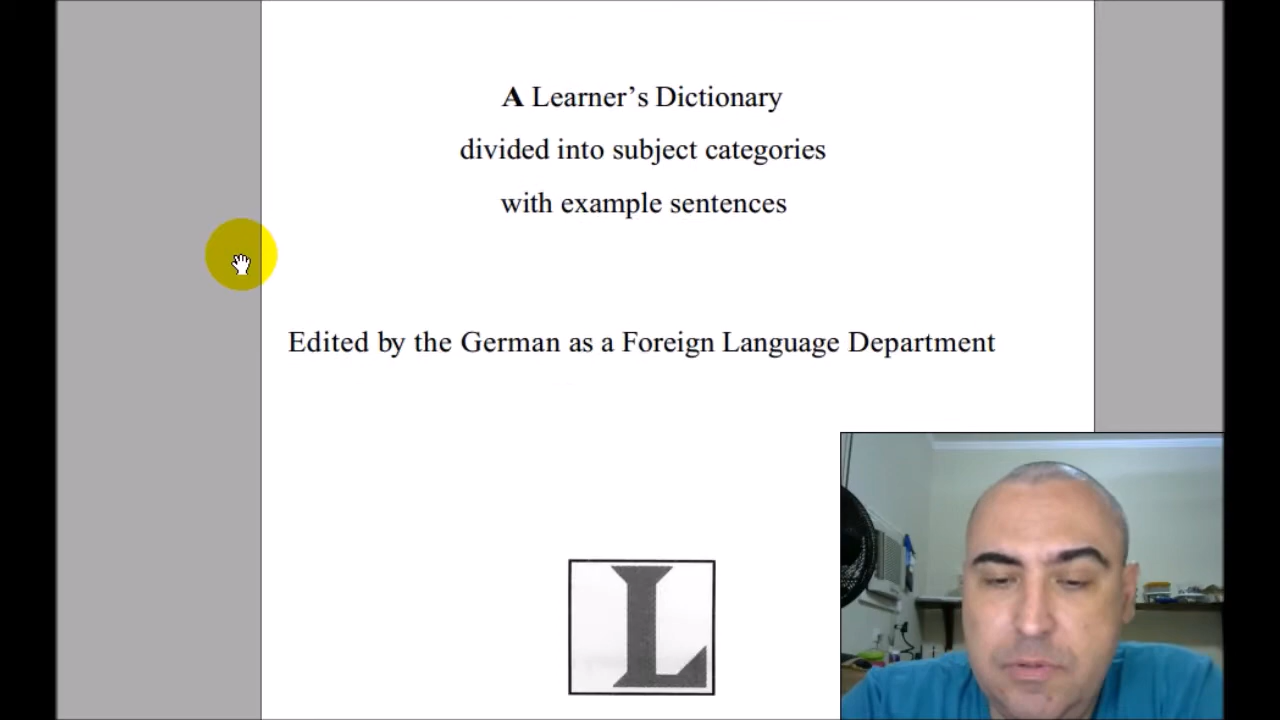 A Learner’s Dictionary
divided into subject categories
with example sentences
Edited by the German as a Foreign Language Department
L